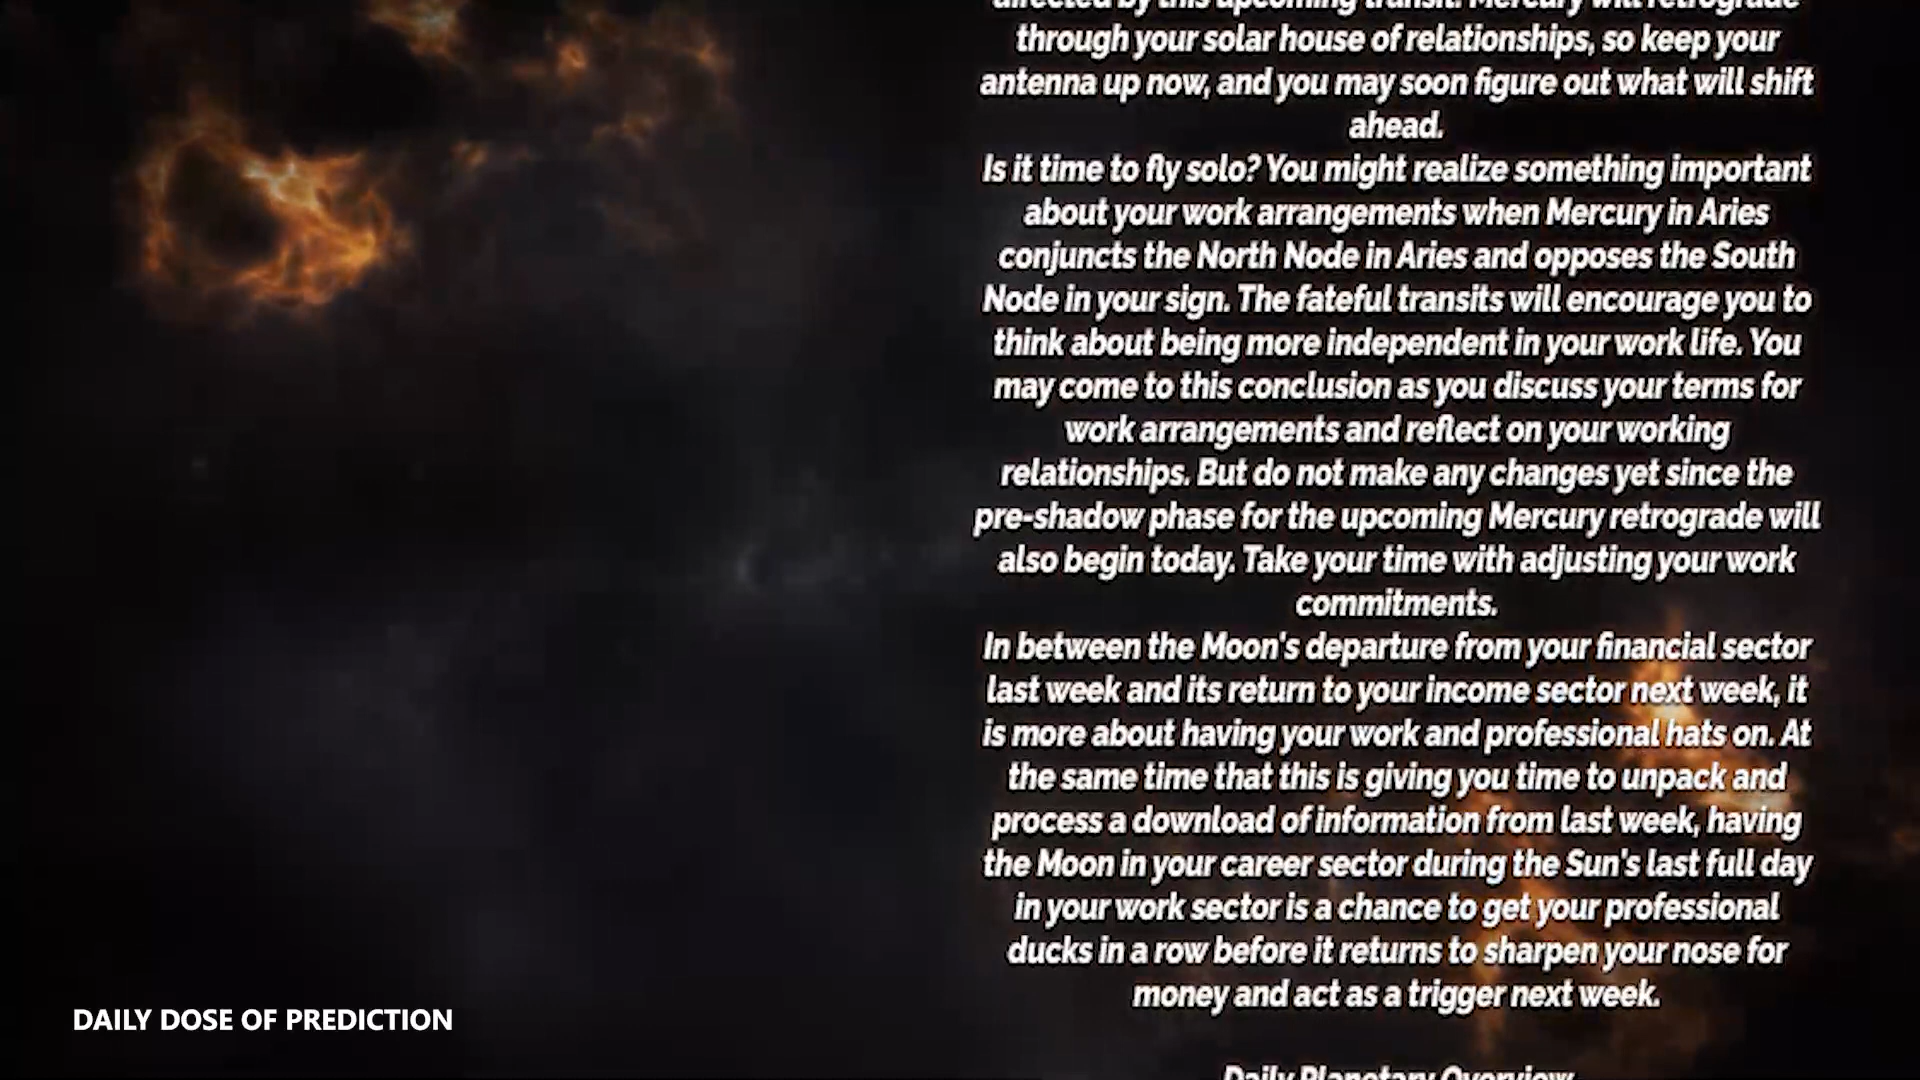 affected by this upcoming transit. Mercury will retrograde
through your solar house of relationships, so keep your
antenna up now, and you may soon figure out what will shift
ahead.
Is it time to fly solo? You might realize something important
about your work arrangements when Mercury in Aries
conjuncts the North Node in Aries and opposes the South
Node in your sign. The fateful transits will encourage you to
think about being more independent in your work life. You
may come to this conclusion as you discuss your terms for
work arrangements and reflect on your working
relationships. But do not make any changes yet since the
pre-shadow phase for the upcoming Mercury retrograde will
also begin today. Take your time with adjusting your work
commitments.
In between the Moon's departure from your financial sector
last week and its return to your income sector next week, it
is more about having your work and professional hats on. At
the same time that this is giving you time to unpack and
process a download of information from last week, having
the Moon in your career sector during the Sun's last full day
in your work sector is a chance to get your professional
ducks in a row before it returns to sharpen your nose for
money and act as a trigger next week.
Daily Planetary Overview
DAILY DOSE OF PREDICTION